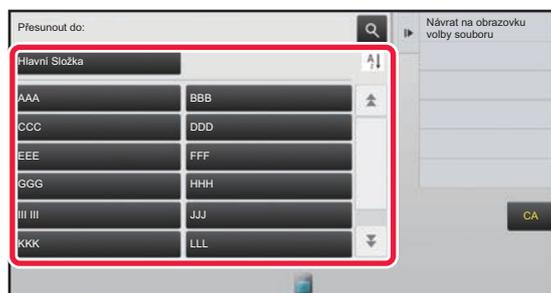 Přesunout do:
Návrat na obrazovku
volby souboru
Hlavní Složka
AAA
BBB
CCC
DDD
EEE
FFF
GGG
HHH
III III
JJJ
KKK
LLL
CA